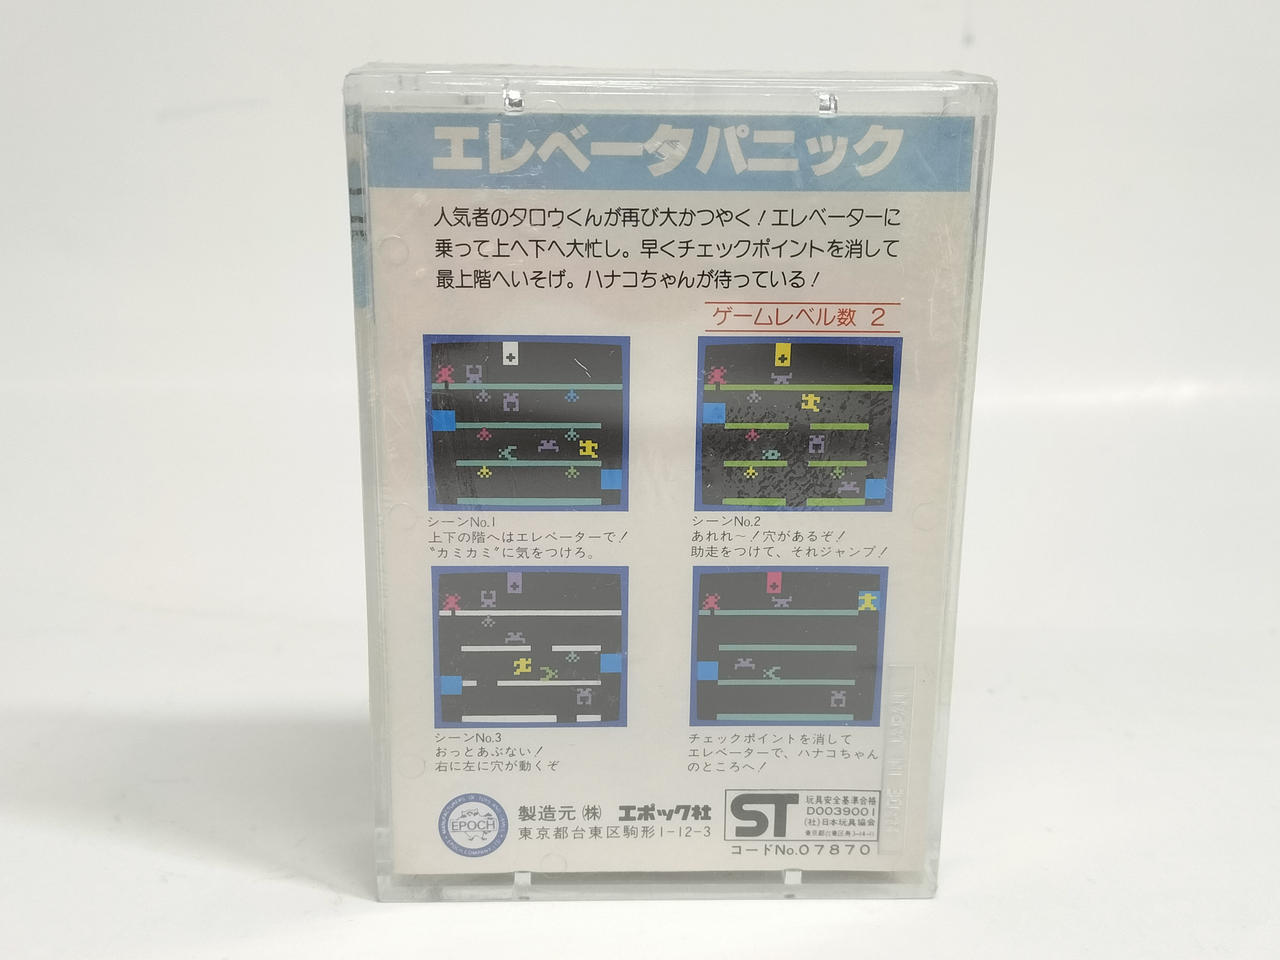 エレベータパニック
人気者のタロウくんが再び大かつやく！エレベーターに
乗って上へ下へ大忙し。早くチェックポイントを消して
最上階へいそげ。ハナコちゃんが待っている！
ゲームレベル数 2
シーンNo.1
上下の階へはエレベーターで！
“カミカミ”に気をつけろ。
シーンNo.2
あれれ～！穴があるぞ！
助走をつけて、それジャンプ！
シーンNo.3
おっとあぶない！
右に左に穴が動くぞ
チェックポイントを消して
エレベーターで、ハナコちゃん
のところへ！
EPOCH
製造元 ㈱ エポック社
東京都台東区駒形1-12-3
ST
玩具安全基準合格
D0039001
(社)日本玩具協会
コードNo.07870
MADE IN JAPAN